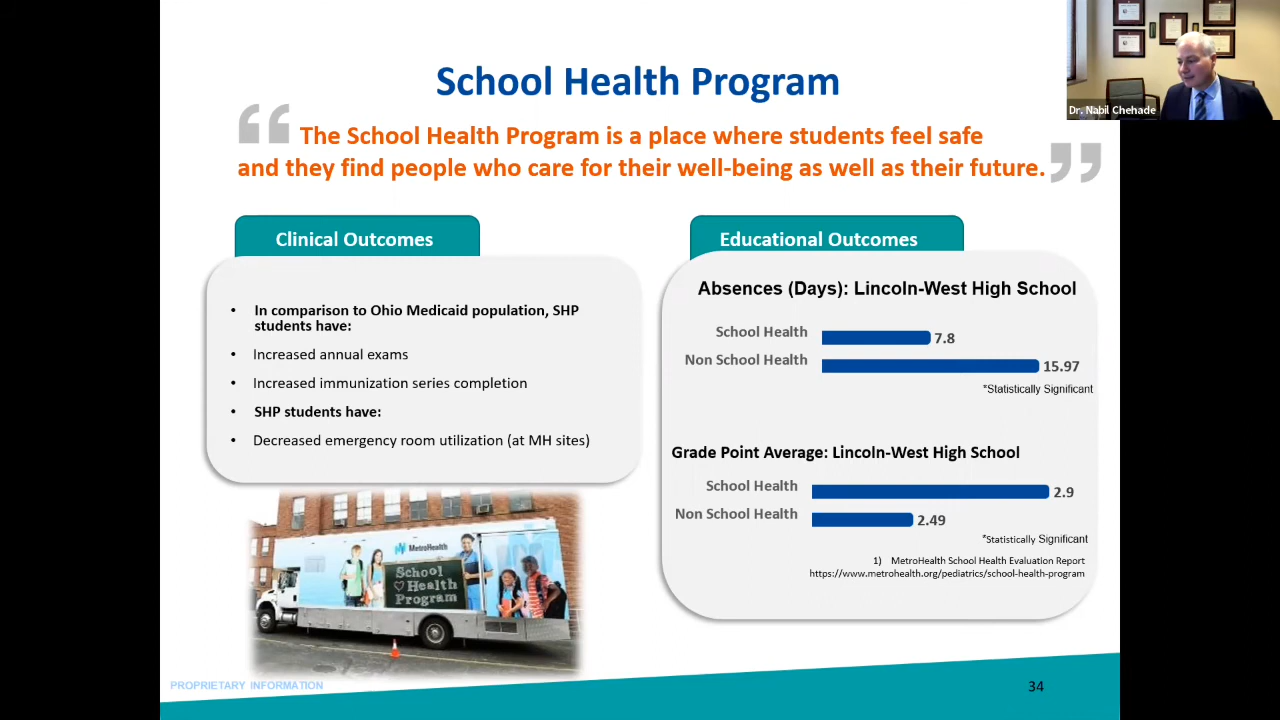 School Health Program
The School Health Program is a place where students feel safe
and they find people who care for their well-being as well as their future.
Dr. Nabil Chehade
Clinical Outcomes
• In comparison to Ohio Medicaid population, SHP
students have:
• Increased annual exams
• Increased immunization series completion
• SHP students have:
• Decreased emergency room utilization (at MH sites)
MetroHealth
School
Health
Program
Educational Outcomes
Absences (Days): Lincoln-West High School
School Health 7.8
Non School Health 15.97
*Statistically Significant
Grade Point Average: Lincoln-West High School
School Health 2.9
Non School Health 2.49
*Statistically Significant
1) MetroHealth School Health Evaluation Report
https://www.metrohealth.org/pediatrics/school-health-program
PROPRIETARY INFORMATION
34